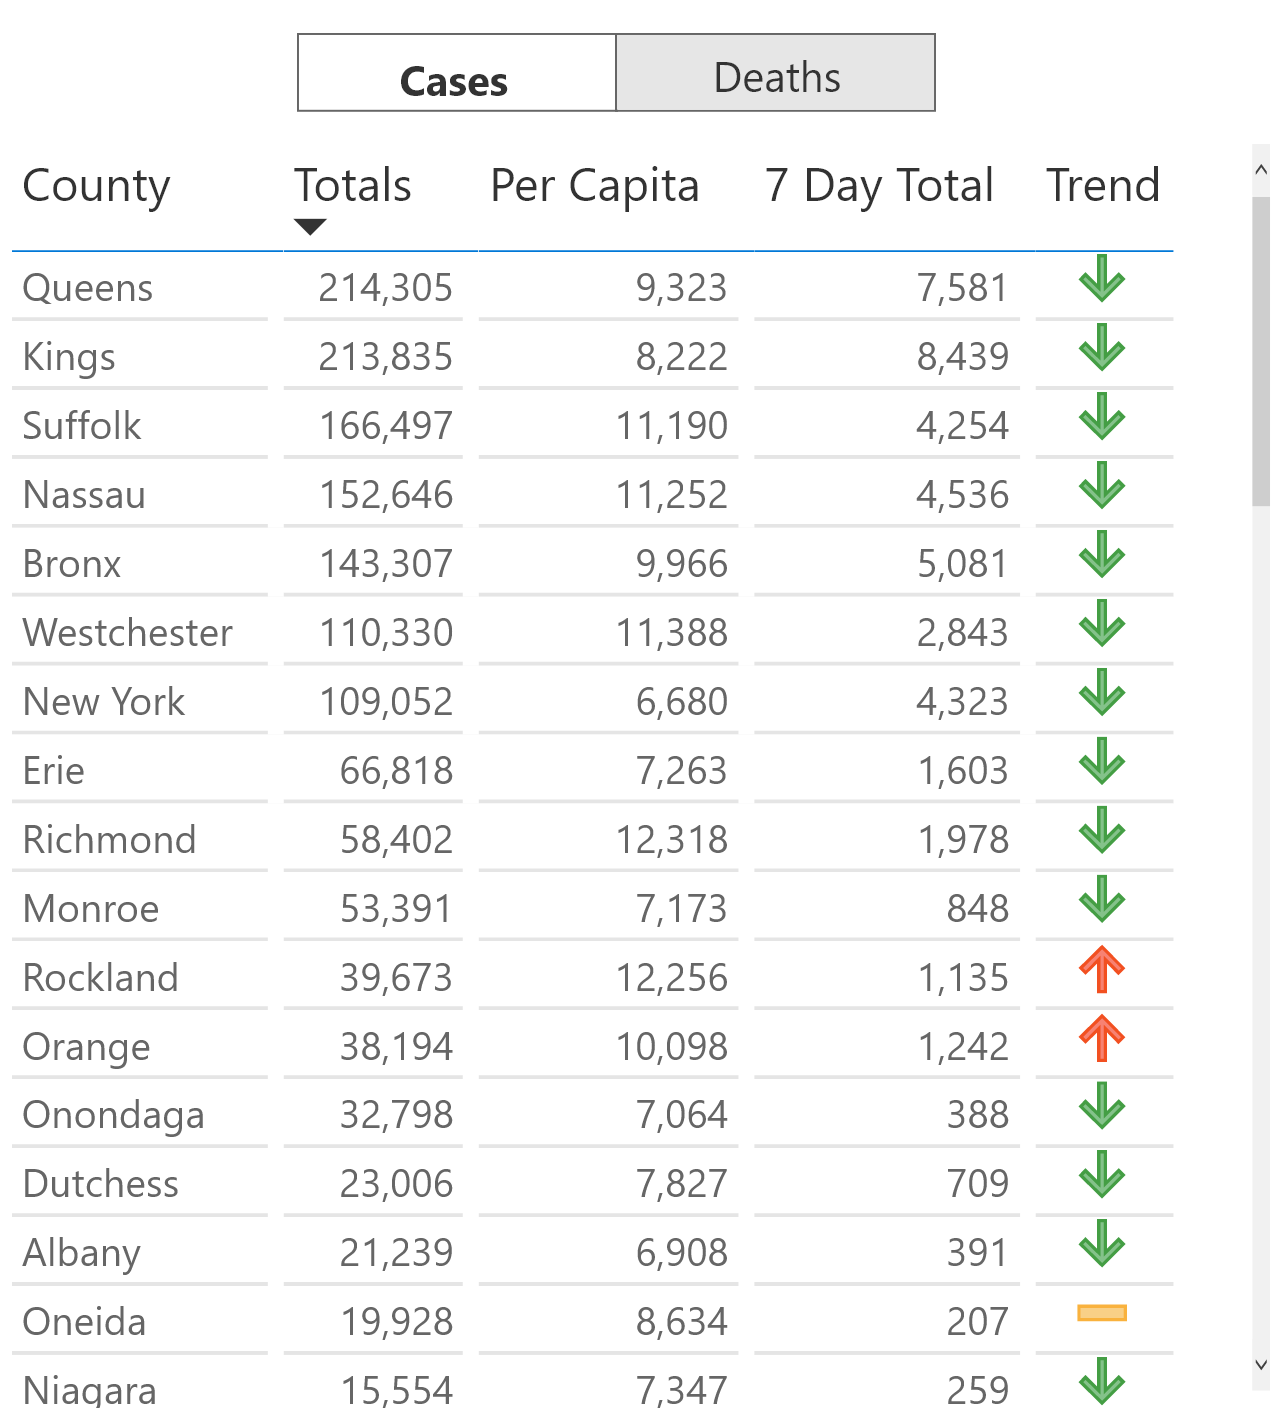 Cases Deaths
County Totals Per Capita 7 Day Total Trend
Queens 214,305 9,323 7,581
Kings 213,835 8,222 8,439
Suffolk 166,497 11,190 4,254
Nassau 152,646 11,252 4,536
Bronx 143,307 9,966 5,081
Westchester 110,330 11,388 2,843
New York 109,052 6,680 4,323
Erie 66,818 7,263 1,603
Richmond 58,402 12,318 1,978
Monroe 53,391 7,173 848
Rockland 39,673 12,256 1,135
Orange 38,194 10,098 1,242
Onondaga 32,798 7,064 388
Dutchess 23,006 7,827 709
Albany 21,239 6,908 391
Oneida 19,928 8,634 207
Niagara 15,554 7,347 259